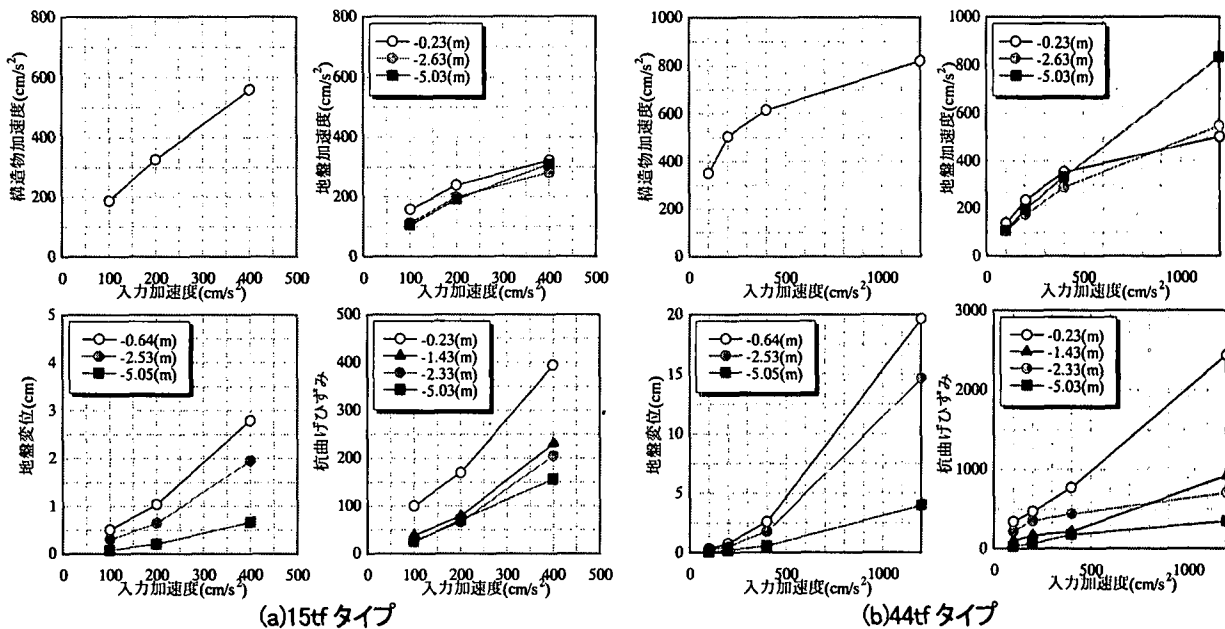 構造物加速度(cm/s²)
800
600
400
200
0
0 100 200 300 400 500
入力加速度(cm/s²)
地盤加速度(cm/s²)
800
600
400
200
0
-0.23(m)
-2.63(m)
-5.03(m)
0 100 200 300 400 500
入力加速度(cm/s²)
構造物加速度(cm/s²)
1000
800
600
400
200
0
0 500 1000
入力加速度(cm/s²)
地盤加速度(cm/s²)
1000
800
600
400
200
0
-0.23(m)
-2.63(m)
-5.03(m)
0 500 1000
入力加速度(cm/s²)
地盤変位(cm)
5
4
3
2
1
0
-0.64(m)
-2.53(m)
-5.05(m)
0 100 200 300 400 500
入力加速度(cm/s²)
杭曲げひずみ
500
400
300
200
100
0
-0.23(m)
-1.43(m)
-2.33(m)
-5.03(m)
0 100 200 300 400 500
入力加速度(cm/s²)
地盤変位(cm)
20
15
10
5
0
-0.64(m)
-2.53(m)
-5.05(m)
0 500 1000
入力加速度(cm/s²)
杭曲げひずみ
3000
2000
1000
0
-0.23(m)
-1.43(m)
-2.33(m)
-5.03(m)
0 500 1000
入力加速度(cm/s²)
(a)15tf タイプ
(b)44tf タイプ